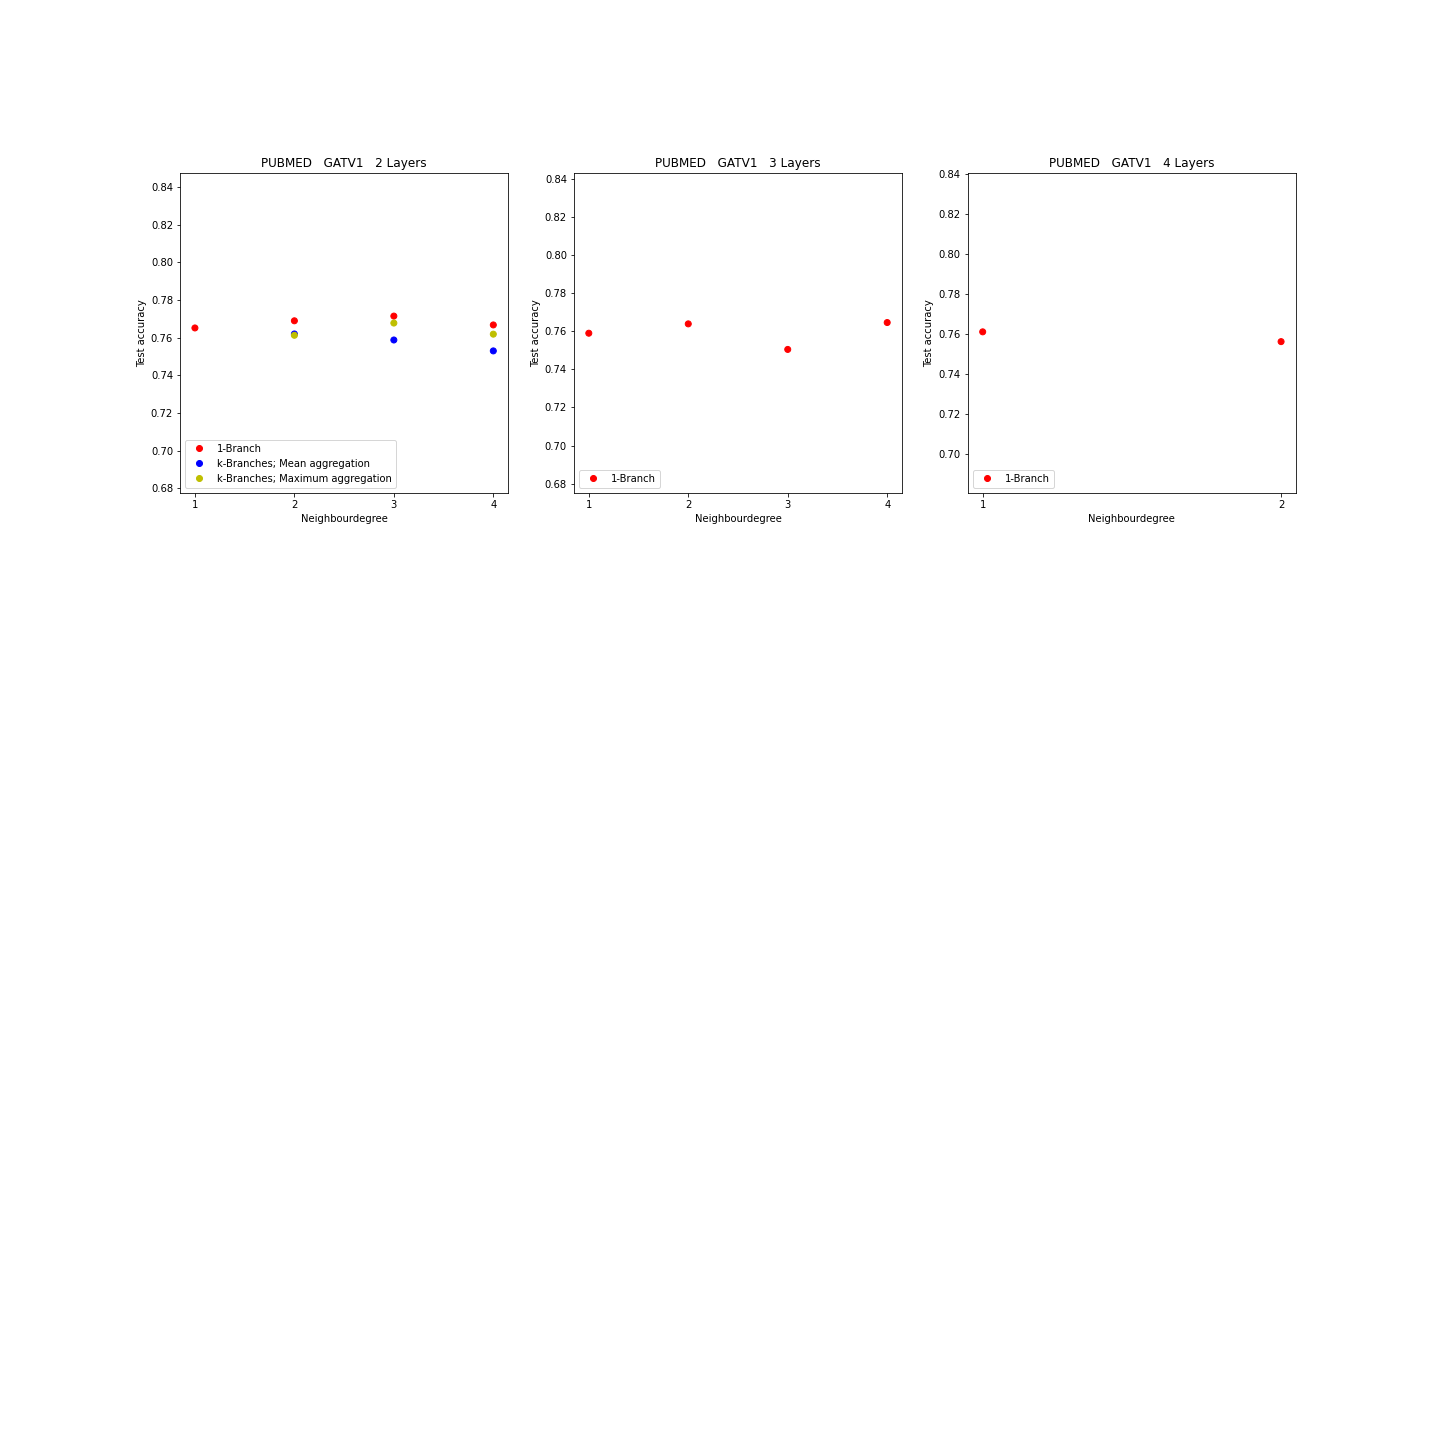 PUBMED   GATV1   2 Layers
Test accuracy
0.84
0.82
0.80
0.78
0.76
0.74
0.72
0.70
0.68
1-Branch
k-Branches; Mean aggregation
k-Branches; Maximum aggregation
1 2 3 4
Neighbourdegree
PUBMED   GATV1   3 Layers
Test accuracy
0.84
0.82
0.80
0.78
0.76
0.74
0.72
0.70
0.68
1-Branch
1 2 3 4
Neighbourdegree
PUBMED   GATV1   4 Layers
Test accuracy
0.84
0.82
0.80
0.78
0.76
0.74
0.72
0.70
1-Branch
1 2
Neighbourdegree